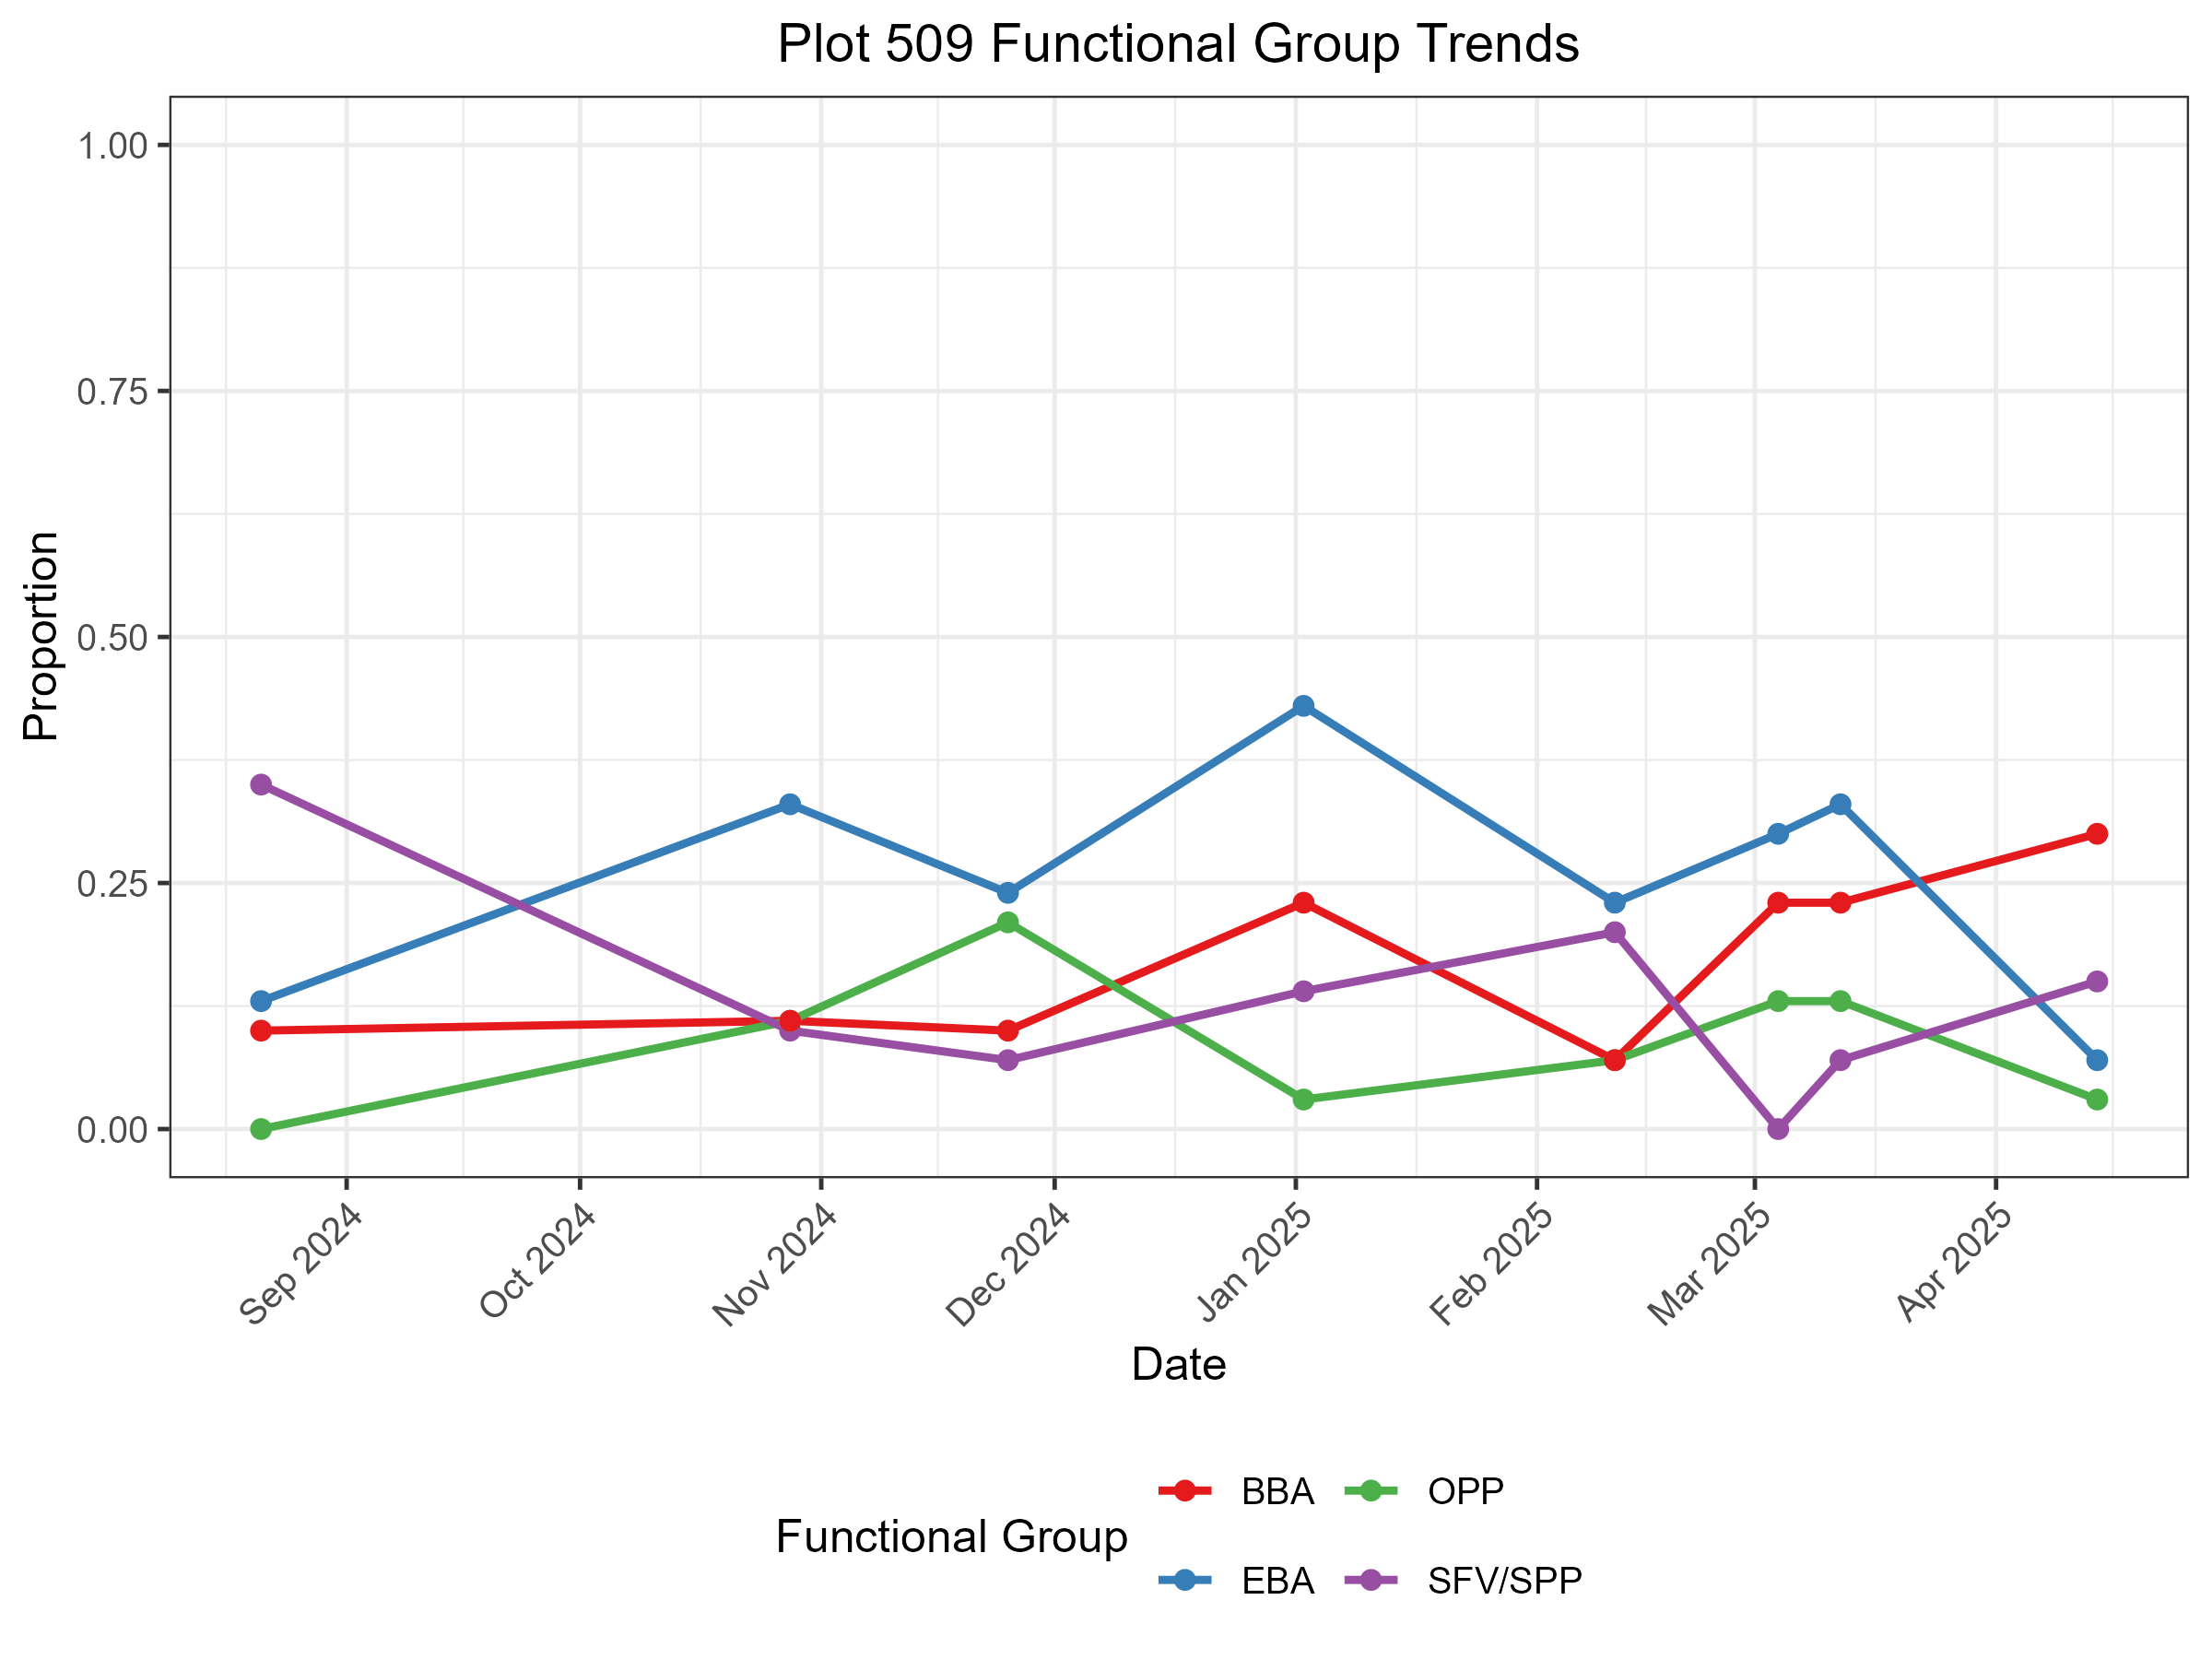 Plot 509 Functional Group Trends
1.00
0.75
0.50
0.25
0.00
Proportion
Sep 2024
Oct 2024
Nov 2024
Dec 2024
Jan 2025
Feb 2025
Mar 2025
Apr 2025
Date
Functional Group
BBA
OPP
EBA
SFV/SPP